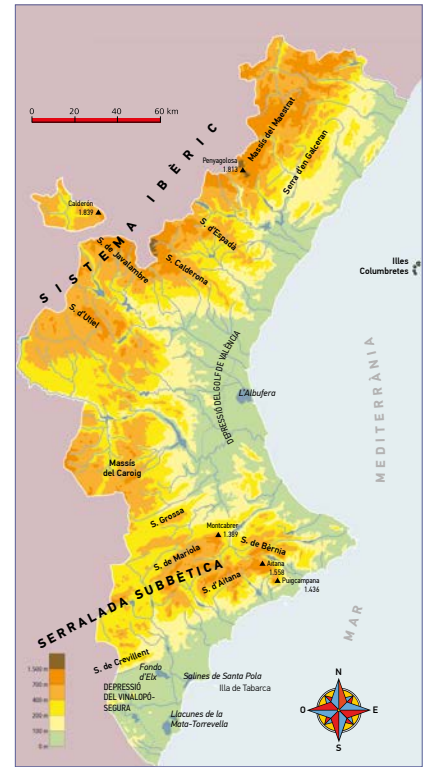 0 20 40 60 km
SISTEMA IBÈRIC
Massís del Maestrat
Penyagolosa
1.813
Serra d'en Galceran
Calderón
1.839
S. d'Espadà
S. de Javalambre
S. Calderona
Illes
Columbretes
S. d'Utiel
DEPRESSIÓ DEL GOLF DE VALÈNCIA
L'Albufera
MAR MEDITERRÀNIA
Massís
del Caroig
S. Grossa
Montcabrer
1.389
S. de Mariola
S. de Bèrnia
Aitana
1.558
S. d'Aitana
Puigcampana
1.436
SERRALADA SUBBÈTICA
S. de Crevillent
Fondo
d'Elx
Salines de Santa Pola
Illa de Tabarca
DEPRESSIÓ
DEL VINALOPÓ-
SEGURA
Llacunes de la
Mata-Torrevella
1.500 m
700 m
400 m
200 m
100 m
0 m
N
O
E
S